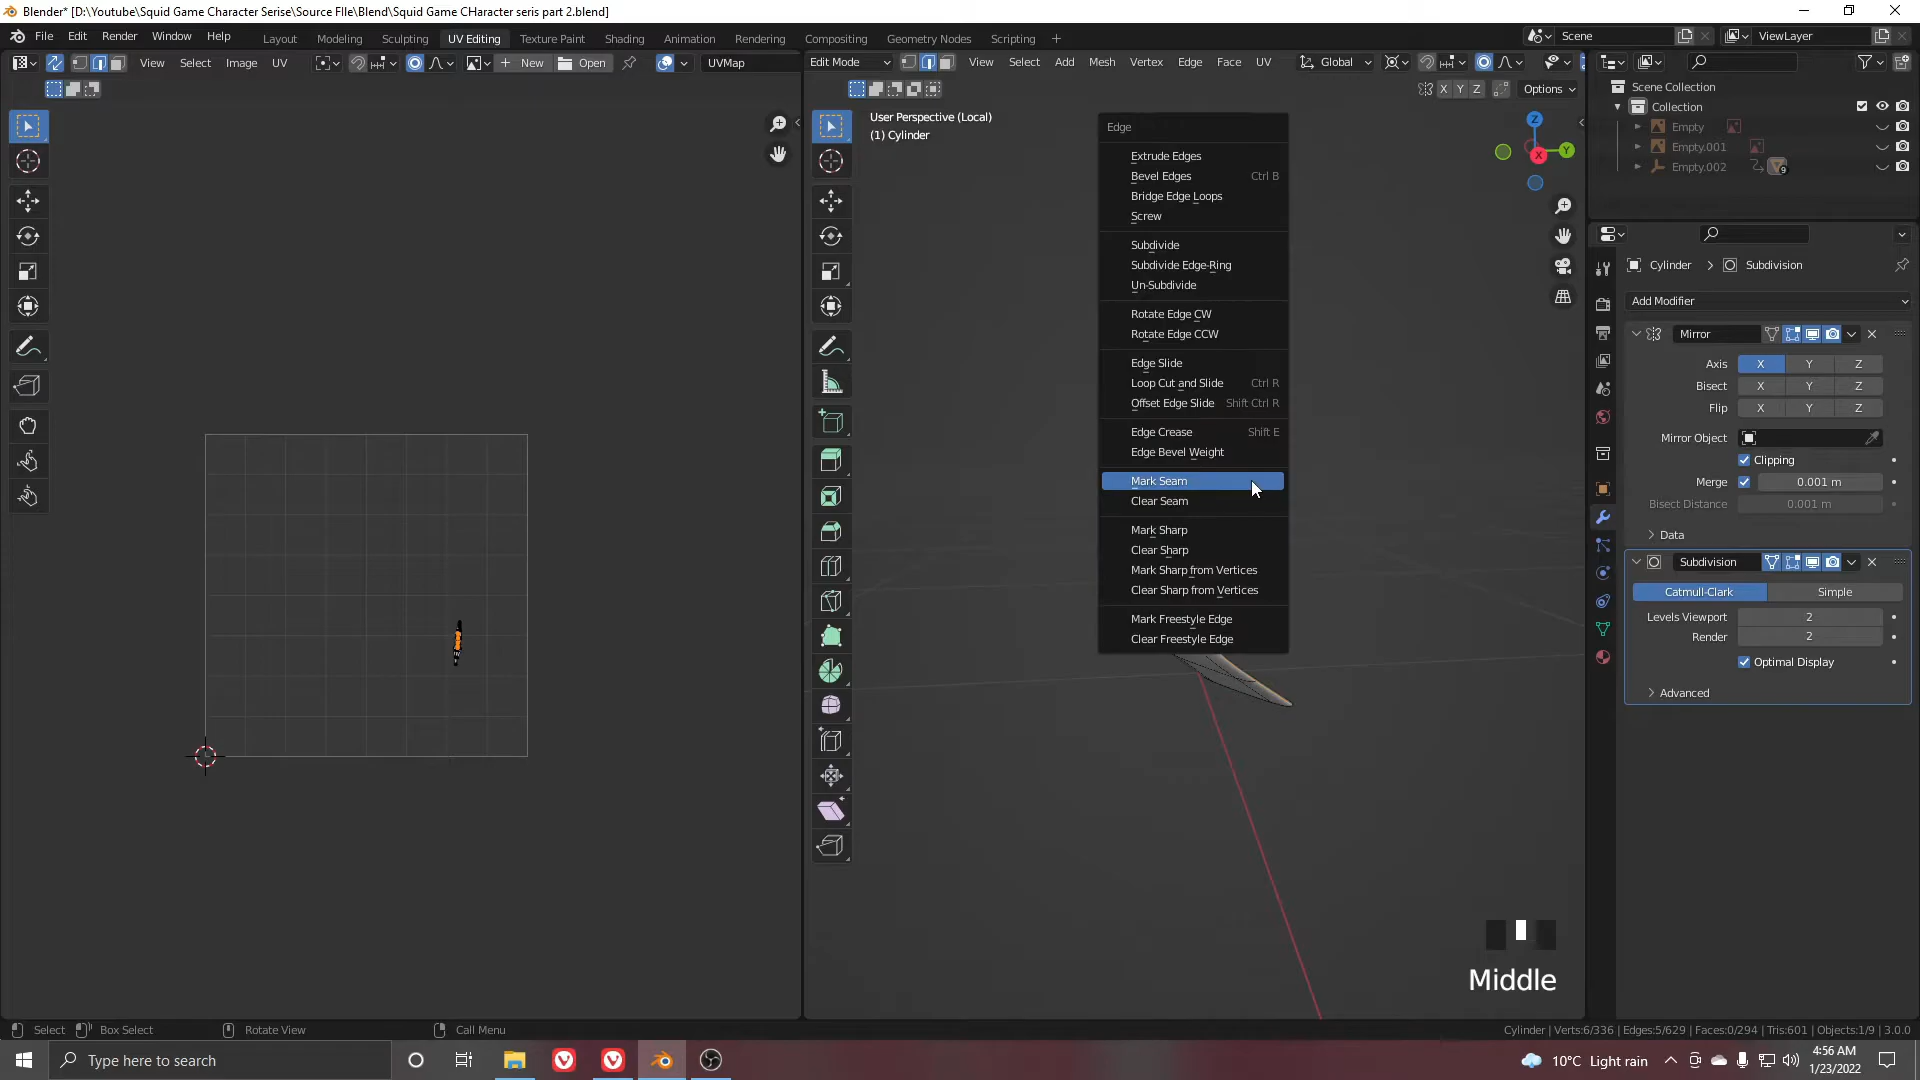 Blender* [D:\Youtube\Squid Game Character Serise\Source FIle\Blend\Squid Game CHaracter seris part 2.blend]
File Edit Render Window Help
Layout Modeling Sculpting UV Editing Texture Paint Shading Animation Rendering Compositing Geometry Nodes Scripting +
Scene
ViewLayer
View Select Image UV
New Open
UVMap
Edit Mode
View Select Add Mesh Vertex Edge Face UV
Global
X Y Z
Options
User Perspective (Local)
(1) Cylinder
Edge
Extrude Edges
Bevel Edges Ctrl B
Bridge Edge Loops
Screw
Subdivide
Subdivide Edge-Ring
Un-Subdivide
Rotate Edge CW
Rotate Edge CCW
Edge Slide
Loop Cut and Slide Ctrl R
Offset Edge Slide Shift Ctrl R
Edge Crease Shift E
Edge Bevel Weight
Mark Seam
Clear Seam
Mark Sharp
Clear Sharp
Mark Sharp from Vertices
Clear Sharp from Vertices
Mark Freestyle Edge
Clear Freestyle Edge
Z
Y
X
Middle
Scene Collection
Collection
Empty
Empty.001
Empty.002
9
Cylinder > Subdivision
Add Modifier
Mirror
Axis X Y Z
Bisect X Y Z
Flip X Y Z
Mirror Object
Clipping
Merge 0.001 m
Bisect Distance 0.001 m
Data
Subdivision
Catmull-Clark Simple
Levels Viewport 2
Render 2
Optimal Display
Advanced
Select Box Select Rotate View Call Menu
Cylinder | Verts:6/336 | Edges:5/629 | Faces:0/294 | Tris:601 | Objects:1/9 | 3.0.0
Type here to search
10°C Light rain
4:56 AM
1/23/2022